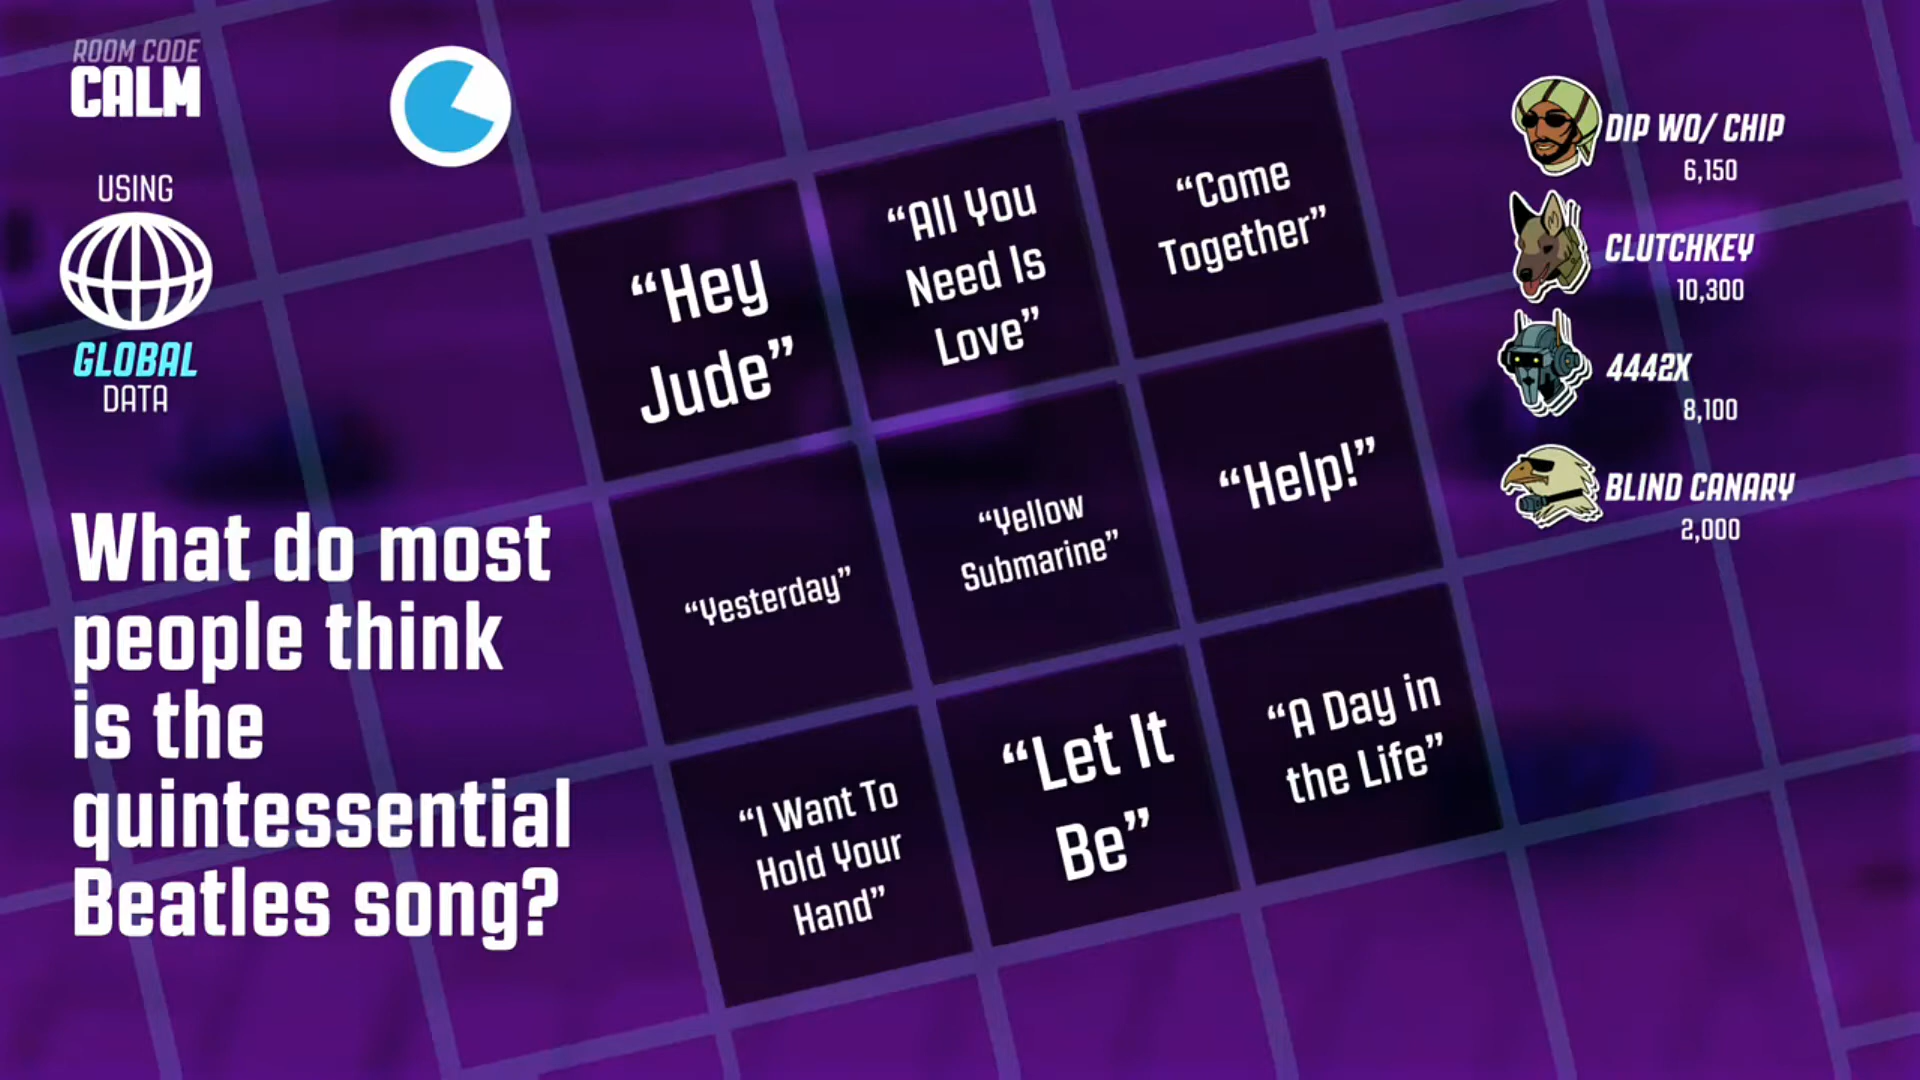 ROOM CODE
CALM
USING
GLOBAL
DATA
What do most
people think
is the
quintessential
Beatles song?
“Hey
Jude”
“All You
Need Is
Love”
“Come
Together”
“Yesterday”
“Yellow
Submarine”
“Help!”
“I Want To
Hold Your
Hand”
“Let It
Be”
“A Day in
the Life”
DIP WO/ CHIP
6,150
CLUTCHKEY
10,300
4442X
8,100
BLIND CANARY
2,000